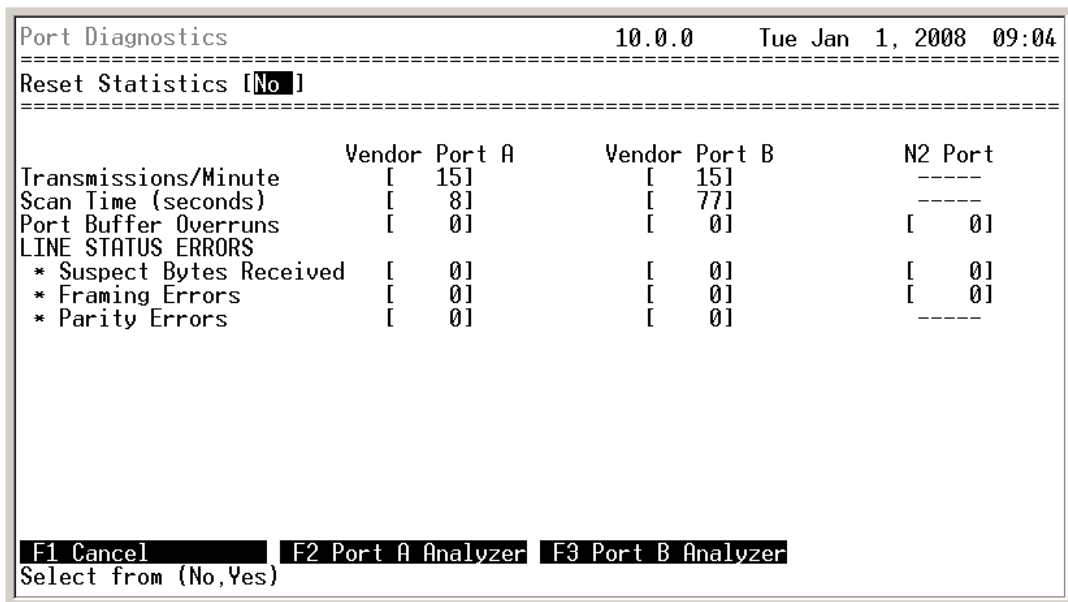 Port Diagnostics 10.0.0 Tue Jan 1, 2008 09:04
================================================================================
Reset Statistics [No ]
================================================================================
Vendor Port A Vendor Port B N2 Port
Transmissions/Minute [ 15] [ 15] -----
Scan Time (seconds) [ 8] [ 77] -----
Port Buffer Overruns [ 0] [ 0] [ 0]
LINE STATUS ERRORS
* Suspect Bytes Received [ 0] [ 0] [ 0]
* Framing Errors [ 0] [ 0] [ 0]
* Parity Errors [ 0] [ 0] -----
F1 Cancel F2 Port A Analyzer F3 Port B Analyzer
Select from (No,Yes)